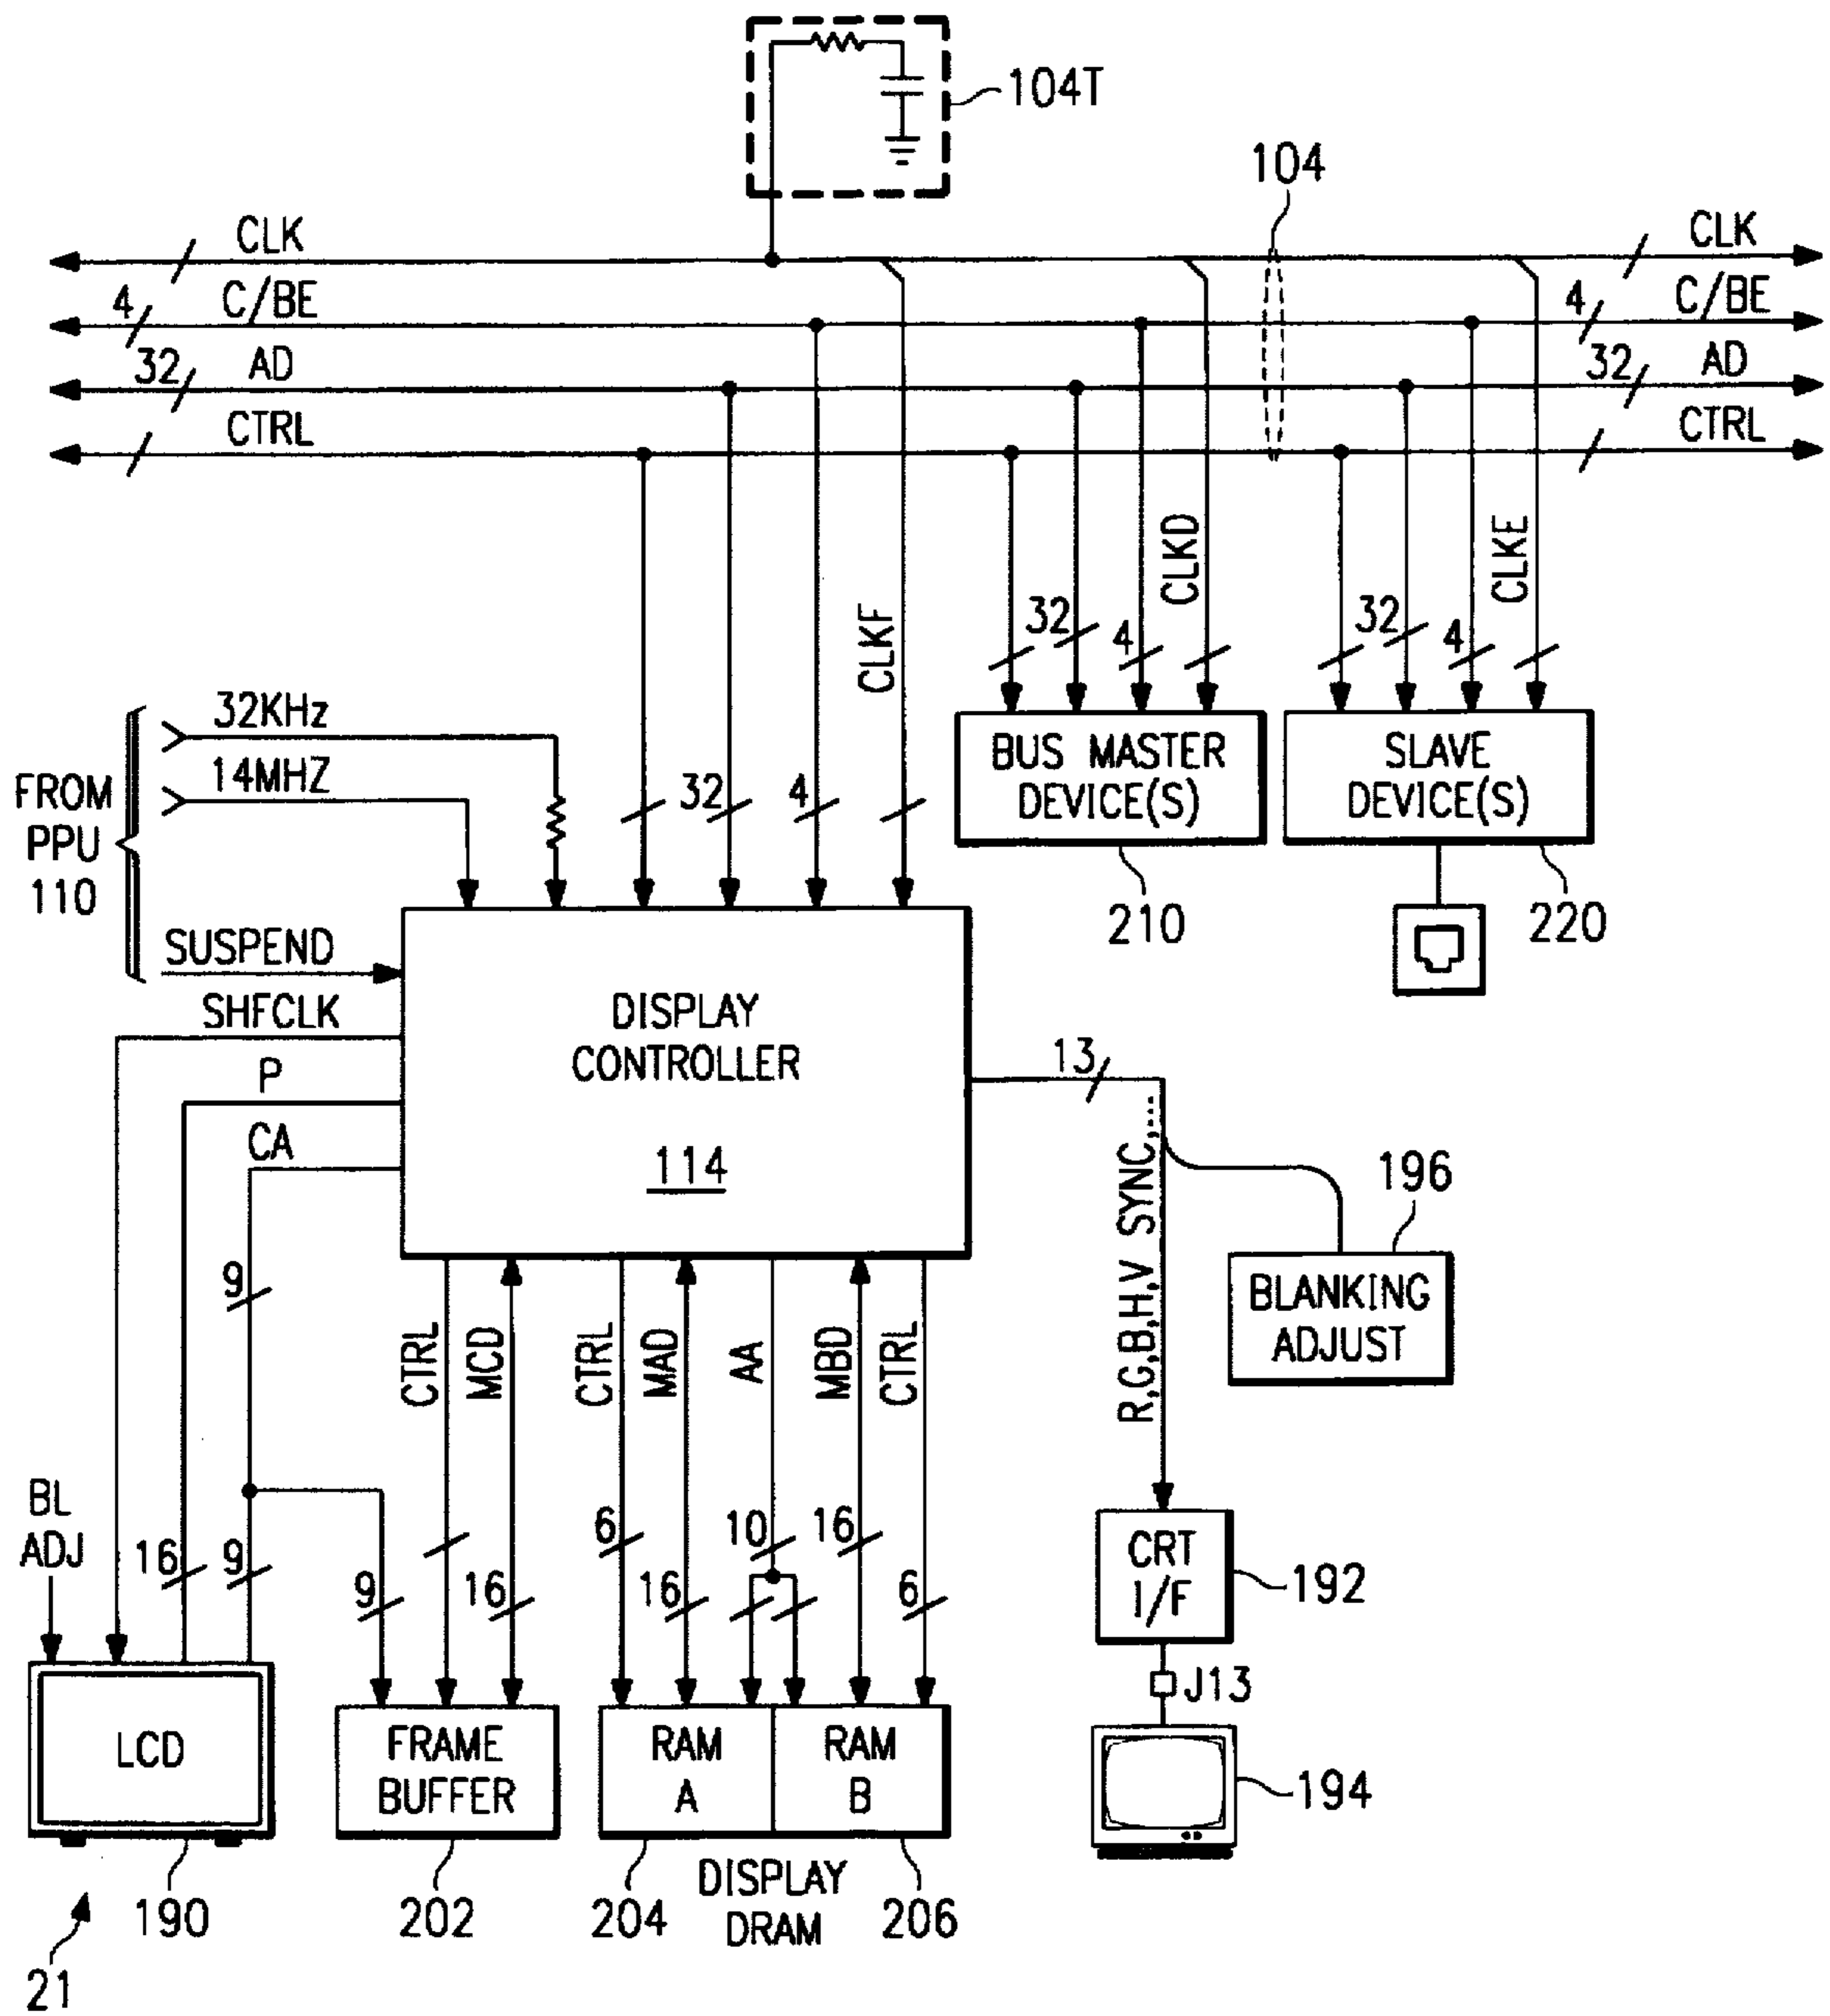 104T
104
CLK
CLK
4
C/BE
4
C/BE
32
AD
32
AD
CTRL
CTRL
CLKF
32
4
CLKD
32
4
CLKE
FROM
PPU
110
32KHz
14MHZ
32
4
BUS MASTER
DEVICE(S)
SLAVE
DEVICE(S)
210
220
SUSPEND
SHFCLK
P
CA
DISPLAY
CONTROLLER
114
13
R,G,B,H,V SYNC,...
196
BLANKING
ADJUST
9
CTRL
MCD
CTRL
MAD
AA
MBD
CTRL
BL
ADJ
16
9
9
16
6
16
10
16
6
CRT
I/F
192
J13
LCD
FRAME
BUFFER
RAM
A
RAM
B
194
190
202
204
DISPLAY
DRAM
206
21